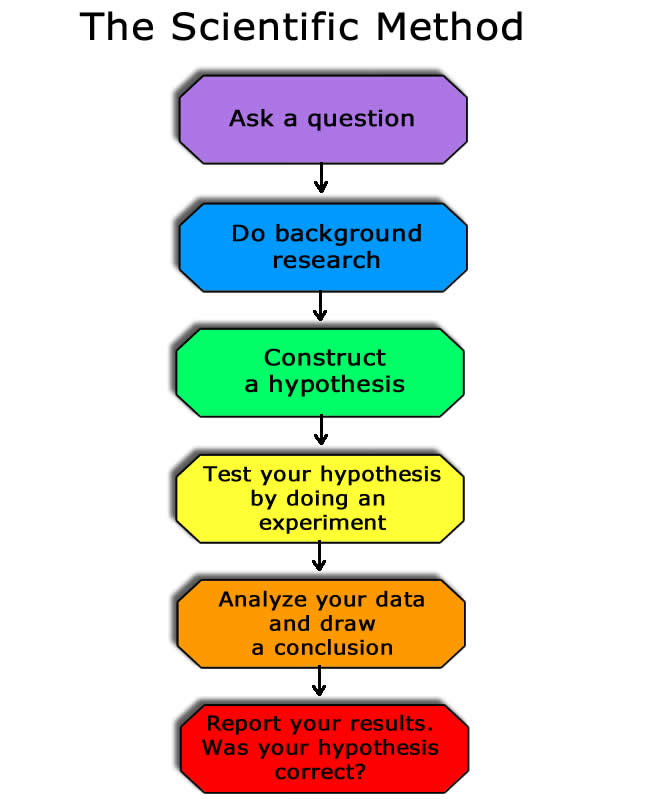 The Scientific Method
Ask a question
Do background
research
Construct
a hypothesis
Test your hypothesis
by doing an
experiment
Analyze your data
and draw
a conclusion
Report your results.
Was your hypothesis
correct?